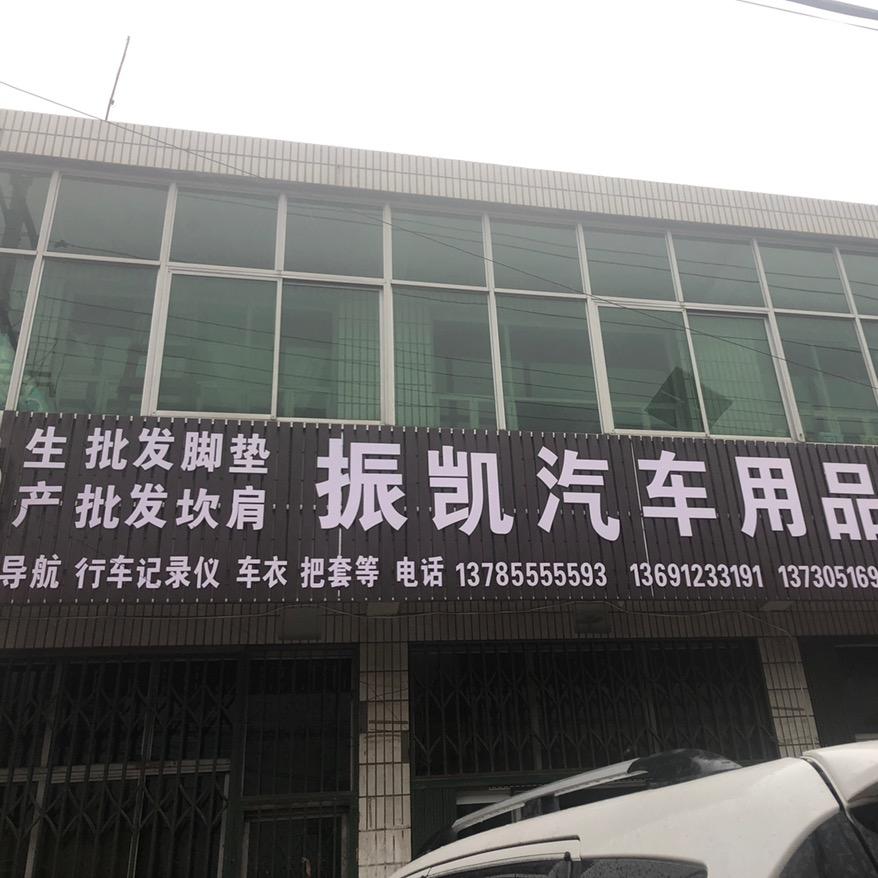 生 批发脚垫
产 批发坎肩
振凯汽车用品
导航 行车记录仪 车衣 把套等 电话 13785555593 13691233191 137305169